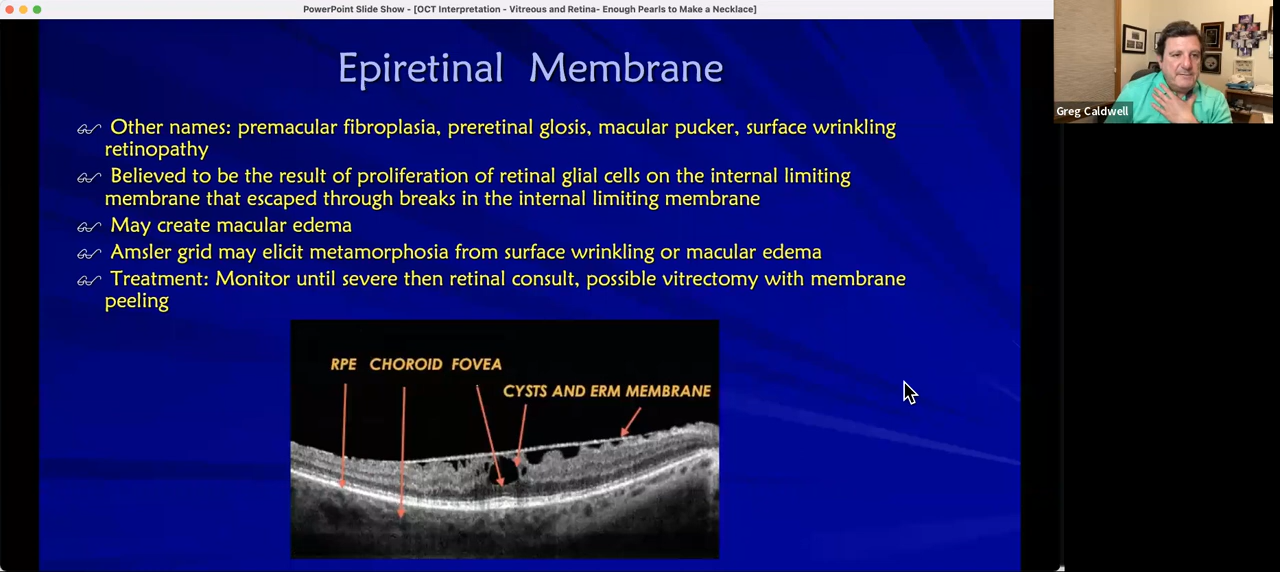 PowerPoint Slide Show - [OCT Interpretation - Vitreous and Retina- Enough Pearls to Make a Necklace]
Epiretinal Membrane
Other names: premacular fibroplasia, preretinal glosis, macular pucker, surface wrinkling
retinopathy
Believed to be the result of proliferation of retinal glial cells on the internal limiting
membrane that escaped through breaks in the internal limiting membrane
May create macular edema
Amsler grid may elicit metamorphosia from surface wrinkling or macular edema
Treatment: Monitor until severe then retinal consult, possible vitrectomy with membrane
peeling
RPE CHOROID FOVEA
CYSTS AND ERM MEMBRANE
Greg Caldwell